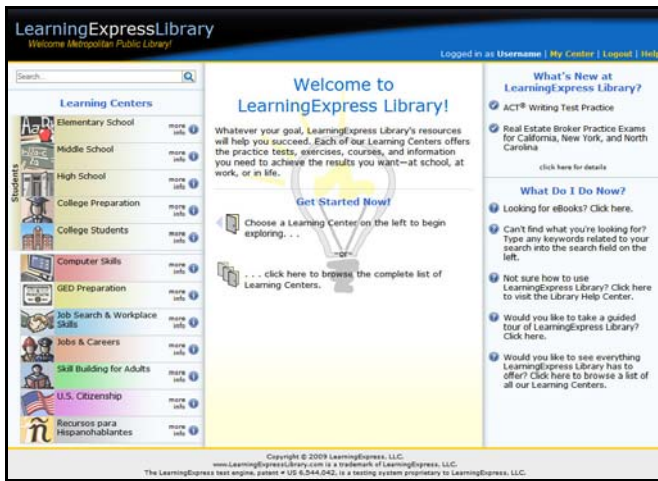 LearningExpressLibrary
Welcome Metropolitan Public Library!
Logged in as Username | My Center | Logout | Help
Search...
Learning Centers
Students
Elementary School
more info
Middle School
more info
High School
more info
College Preparation
more info
College Students
more info
Computer Skills
more info
GED Preparation
more info
Job Search & Workplace
Skills
more info
Jobs & Careers
more info
Skill Building for Adults
more info
U.S. Citizenship
more info
Recursos para
Hispanohablantes
more info
Welcome to
LearningExpress Library!
Whatever your goal, LearningExpress Library's resources
will help you succeed. Each of our Learning Centers offers
the practice tests, exercises, courses, and information
you need to achieve the results you want—at school, at
work, or in life.
Get Started Now!
Choose a Learning Center on the left to begin
exploring. . .
-or-
. . . click here to browse the complete list of
Learning Centers.
What's New at
LearningExpress Library?
ACT® Writing Test Practice
Real Estate Broker Practice Exams
for California, New York, and North
Carolina
click here for details
What Do I Do Now?
Looking for eBooks? Click here.
Can't find what you're looking for?
Type any keywords related to your
search into the search field on the
left.
Not sure how to use
LearningExpress Library? Click here
to visit the Library Help Center.
Would you like to take a guided
tour of LearningExpress Library?
Click here.
Would you like to see everything
LearningExpress Library has to
offer? Click here to browse a list of
all our Learning Centers.
Copyright © 2009 LearningExpress, LLC.
www.LearningExpressLibrary.com is a trademark of LearningExpress, LLC.
The LearningExpress test engine, patent # US 6,544,042, is a testing system proprietary to LearningExpress, LLC.